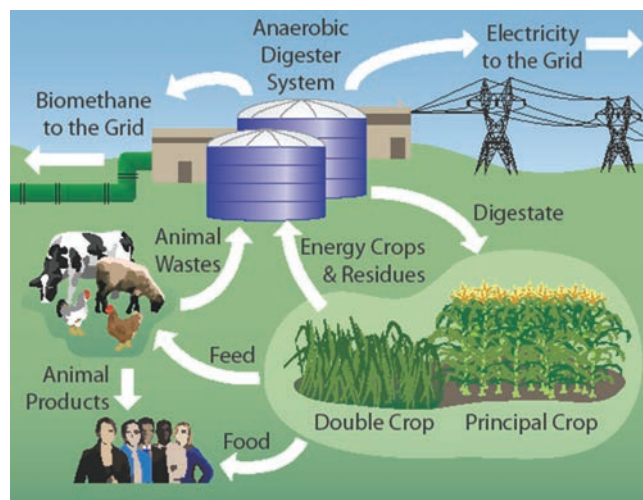 Anaerobic
Digester
System
Electricity
to the Grid
Biomethane
to the Grid
Digestate
Animal
Wastes
Energy Crops
& Residues
Feed
Animal
Products
Food
Double Crop
Principal Crop